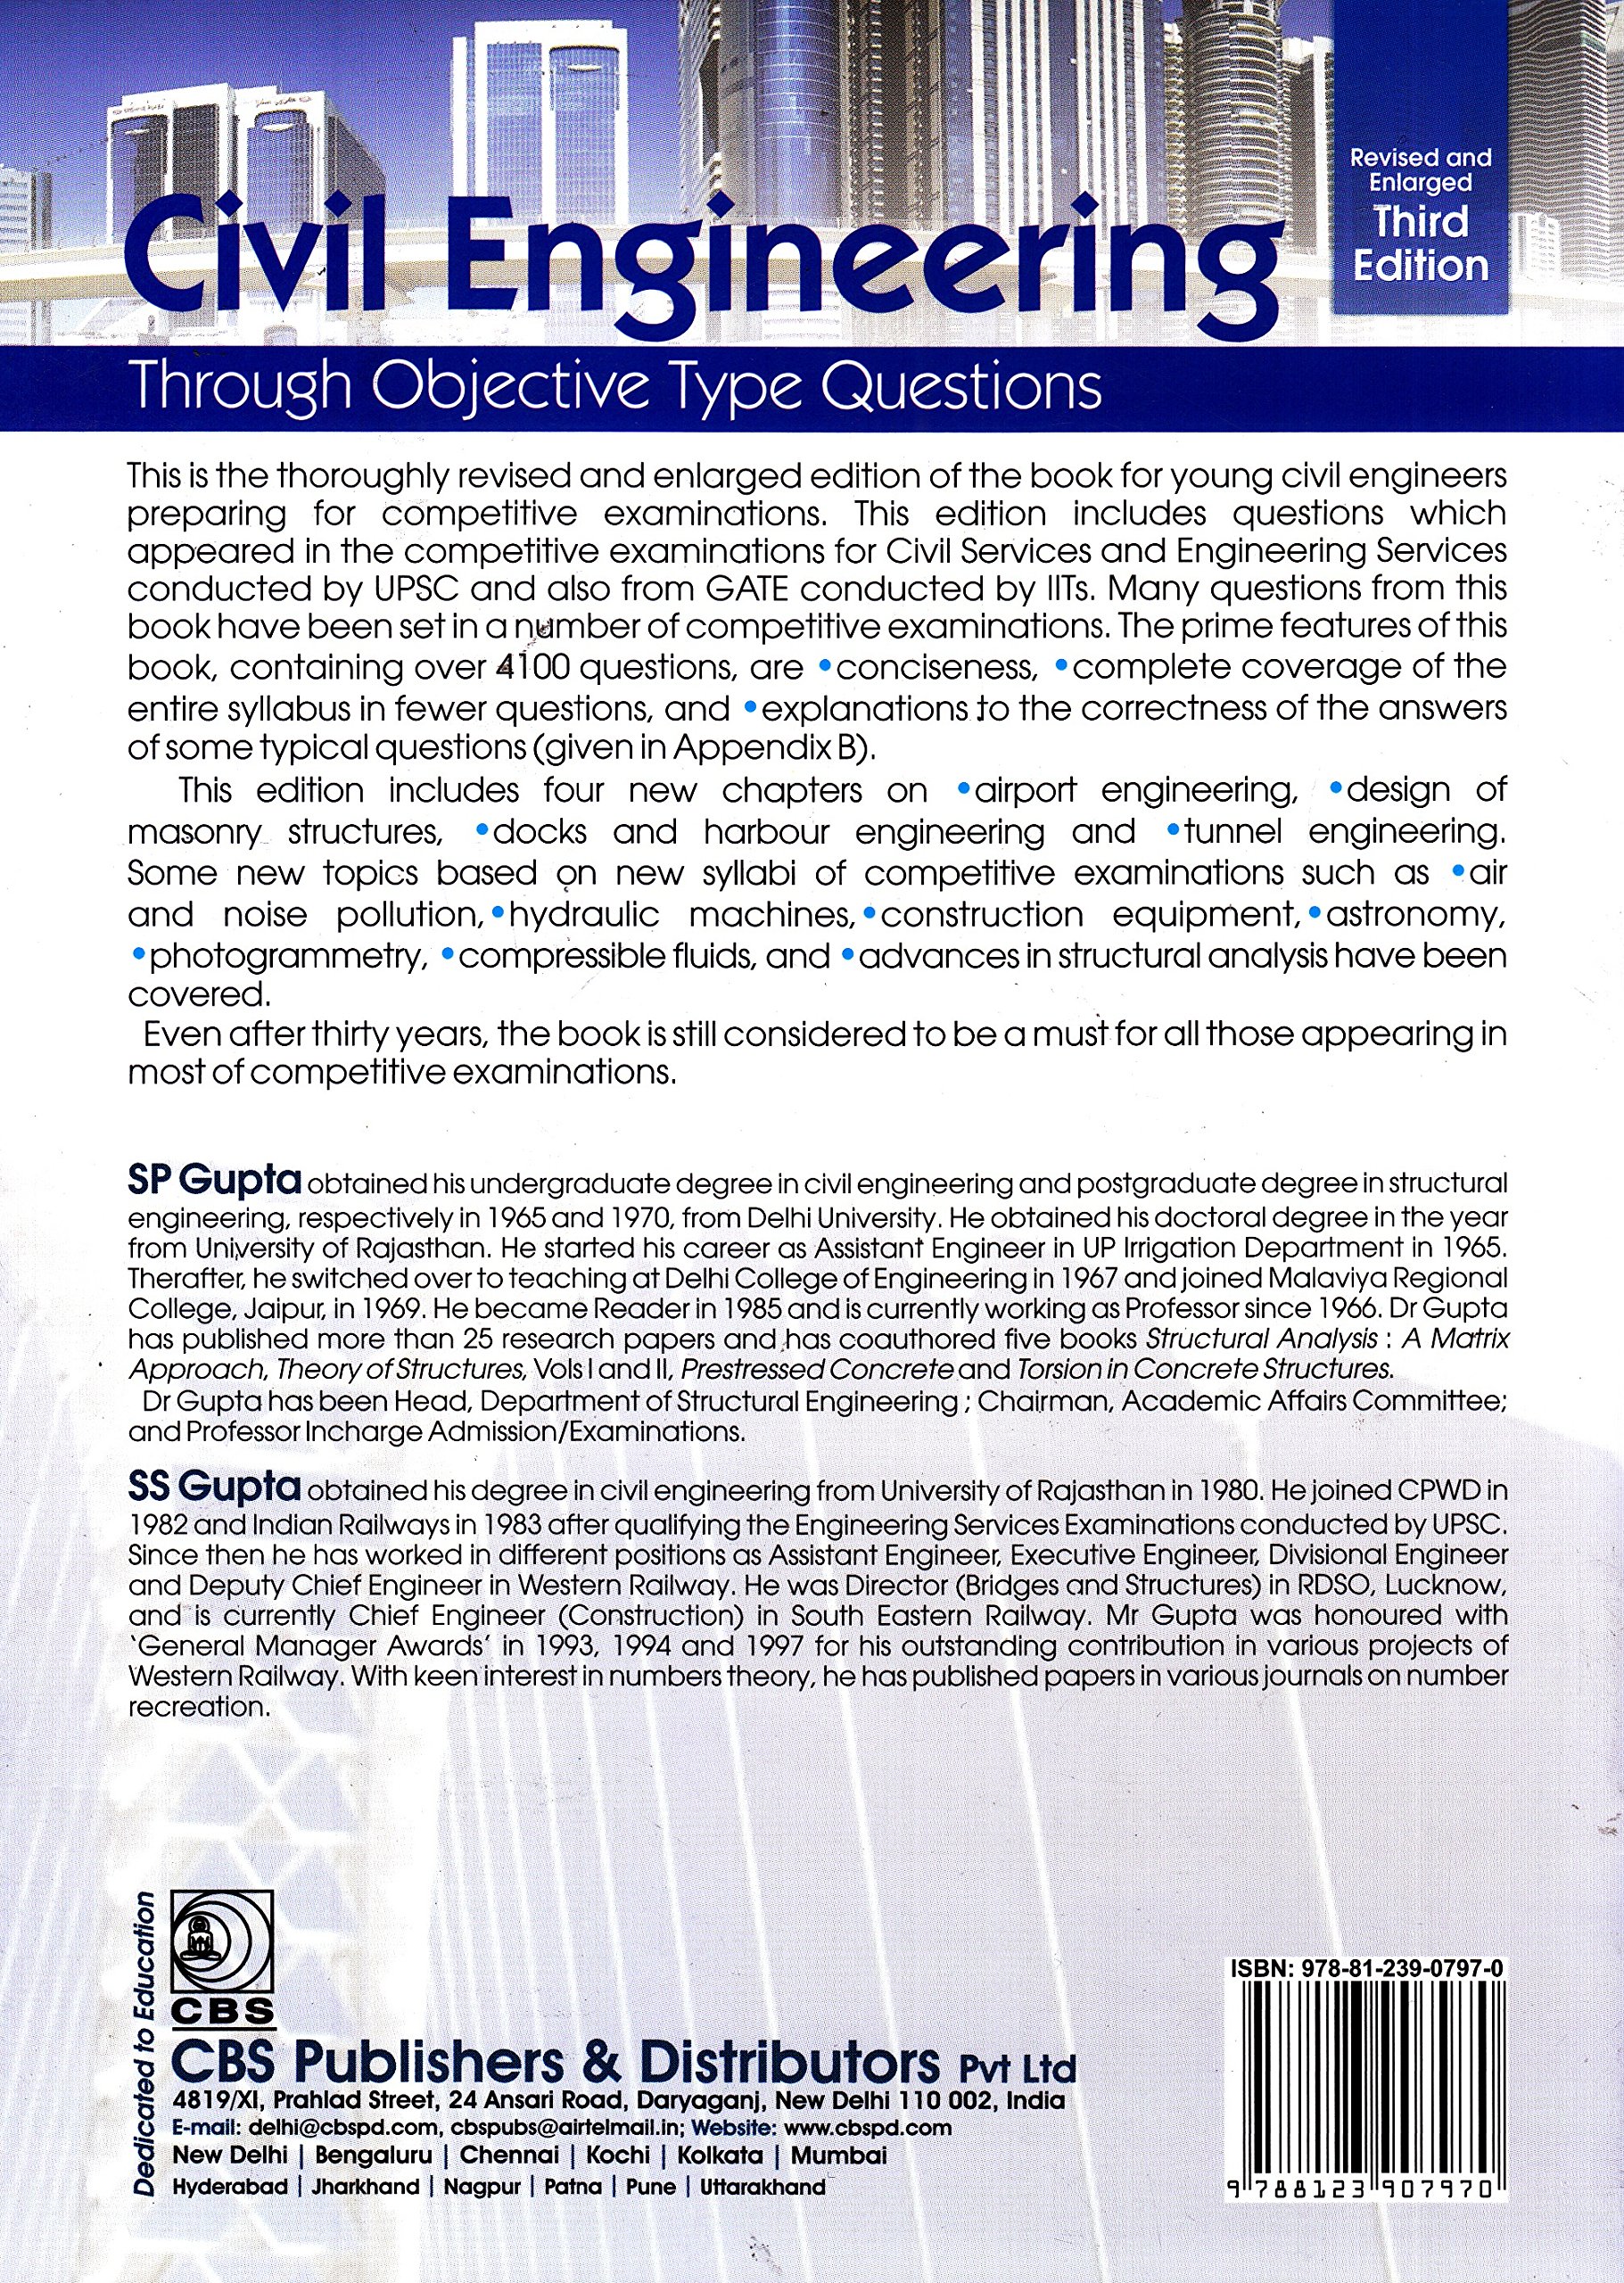 Revised and
Enlarged
Third
Edition
Civil Engineering
Through Objective Type Questions
This is the thoroughly revised and enlarged edition of the book for young civil engineers
preparing for competitive examinations. This edition includes questions which
appeared in the competitive examinations for Civil Services and Engineering Services
conducted by UPSC and also from GATE conducted by IITs. Many questions from this
book have been set in a number of competitive examinations. The prime features of this
book, containing over 4100 questions, are •conciseness, •complete coverage of the
entire syllabus in fewer questions, and •explanations to the correctness of the answers
of some typical questions (given in Appendix B).
This edition includes four new chapters on •airport engineering, •design of
masonry structures, •docks and harbour engineering and •tunnel engineering.
Some new topics based on new syllabi of competitive examinations such as •air
and noise pollution, •hydraulic machines, •construction equipment, •astronomy,
•photogrammetry, •compressible fluids, and •advances in structural analysis have been
covered.
Even after thirty years, the book is still considered to be a must for all those appearing in
most of competitive examinations.
SP Gupta obtained his undergraduate degree in civil engineering and postgraduate degree in structural
engineering, respectively in 1965 and 1970, from Delhi University. He obtained his doctoral degree in the year
from University of Rajasthan. He started his career as Assistant Engineer in UP Irrigation Department in 1965.
Therafter, he switched over to teaching at Delhi College of Engineering in 1967 and joined Malaviya Regional
College, Jaipur, in 1969. He became Reader in 1985 and is currently working as Professor since 1966. Dr Gupta
has published more than 25 research papers and has coauthored five books Structural Analysis : A Matrix
Approach, Theory of Structures, Vols I and II, Prestressed Concrete and Torsion in Concrete Structures.
Dr Gupta has been Head, Department of Structural Engineering ; Chairman, Academic Affairs Committee;
and Professor Incharge Admission/Examinations.
SS Gupta obtained his degree in civil engineering from University of Rajasthan in 1980. He joined CPWD in
1982 and Indian Railways in 1983 after qualifying the Engineering Services Examinations conducted by UPSC.
Since then he has worked in different positions as Assistant Engineer, Executive Engineer, Divisional Engineer
and Deputy Chief Engineer in Western Railway. He was Director (Bridges and Structures) in RDSO, Lucknow,
and is currently Chief Engineer (Construction) in South Eastern Railway. Mr Gupta was honoured with
'General Manager Awards' in 1993, 1994 and 1997 for his outstanding contribution in various projects of
Western Railway. With keen interest in numbers theory, he has published papers in various journals on number
recreation.
Dedicated to Education
CBS
CBS Publishers & Distributors Pvt Ltd
4819/XI, Prahlad Street, 24 Ansari Road, Daryaganj, New Delhi 110 002, India
E-mail: delhi@cbspd.com, cbspubs@airtelmail.in; Website: www.cbspd.com
New Delhi | Bengaluru | Chennai | Kochi | Kolkata | Mumbai
Hyderabad | Jharkhand | Nagpur | Patna | Pune | Uttarakhand
ISBN: 978-81-239-0797-0
9 788123 907970